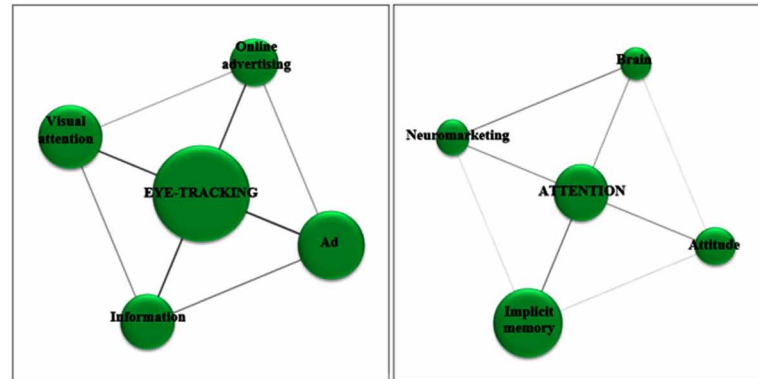 Online
advertising
Visual
attention
EYE-TRACKING
Ad
Information
Brain
Neuromarketing
ATTENTION
Attitude
Implicit
memory